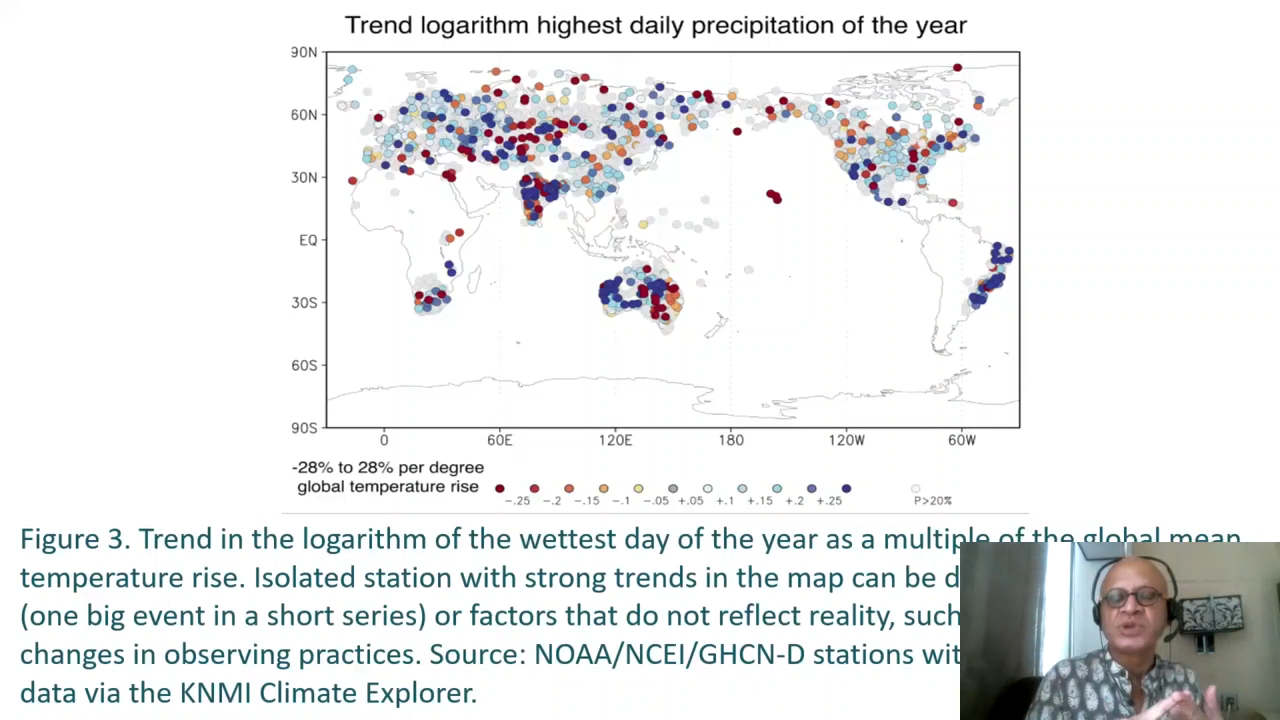 Trend logarithm highest daily precipitation of the year
90N
60N
30N
EQ
30S
60S
90S
0 60E 120E 180 120W 60W
-28% to 28% per degree
global temperature rise
-.25 -.2 -.15 -.1 -.05 +.05 +.1 +.15 +.2 +.25 P>20%
Figure 3. Trend in the logarithm of the wettest day of the year as a multiple of the global mean
temperature rise. Isolated station with strong trends in the map can be
(one big event in a short series) or factors that do not reflect reality, such
changes in observing practices. Source: NOAA/NCEI/GHCN-D stations
data via the KNMI Climate Explorer.